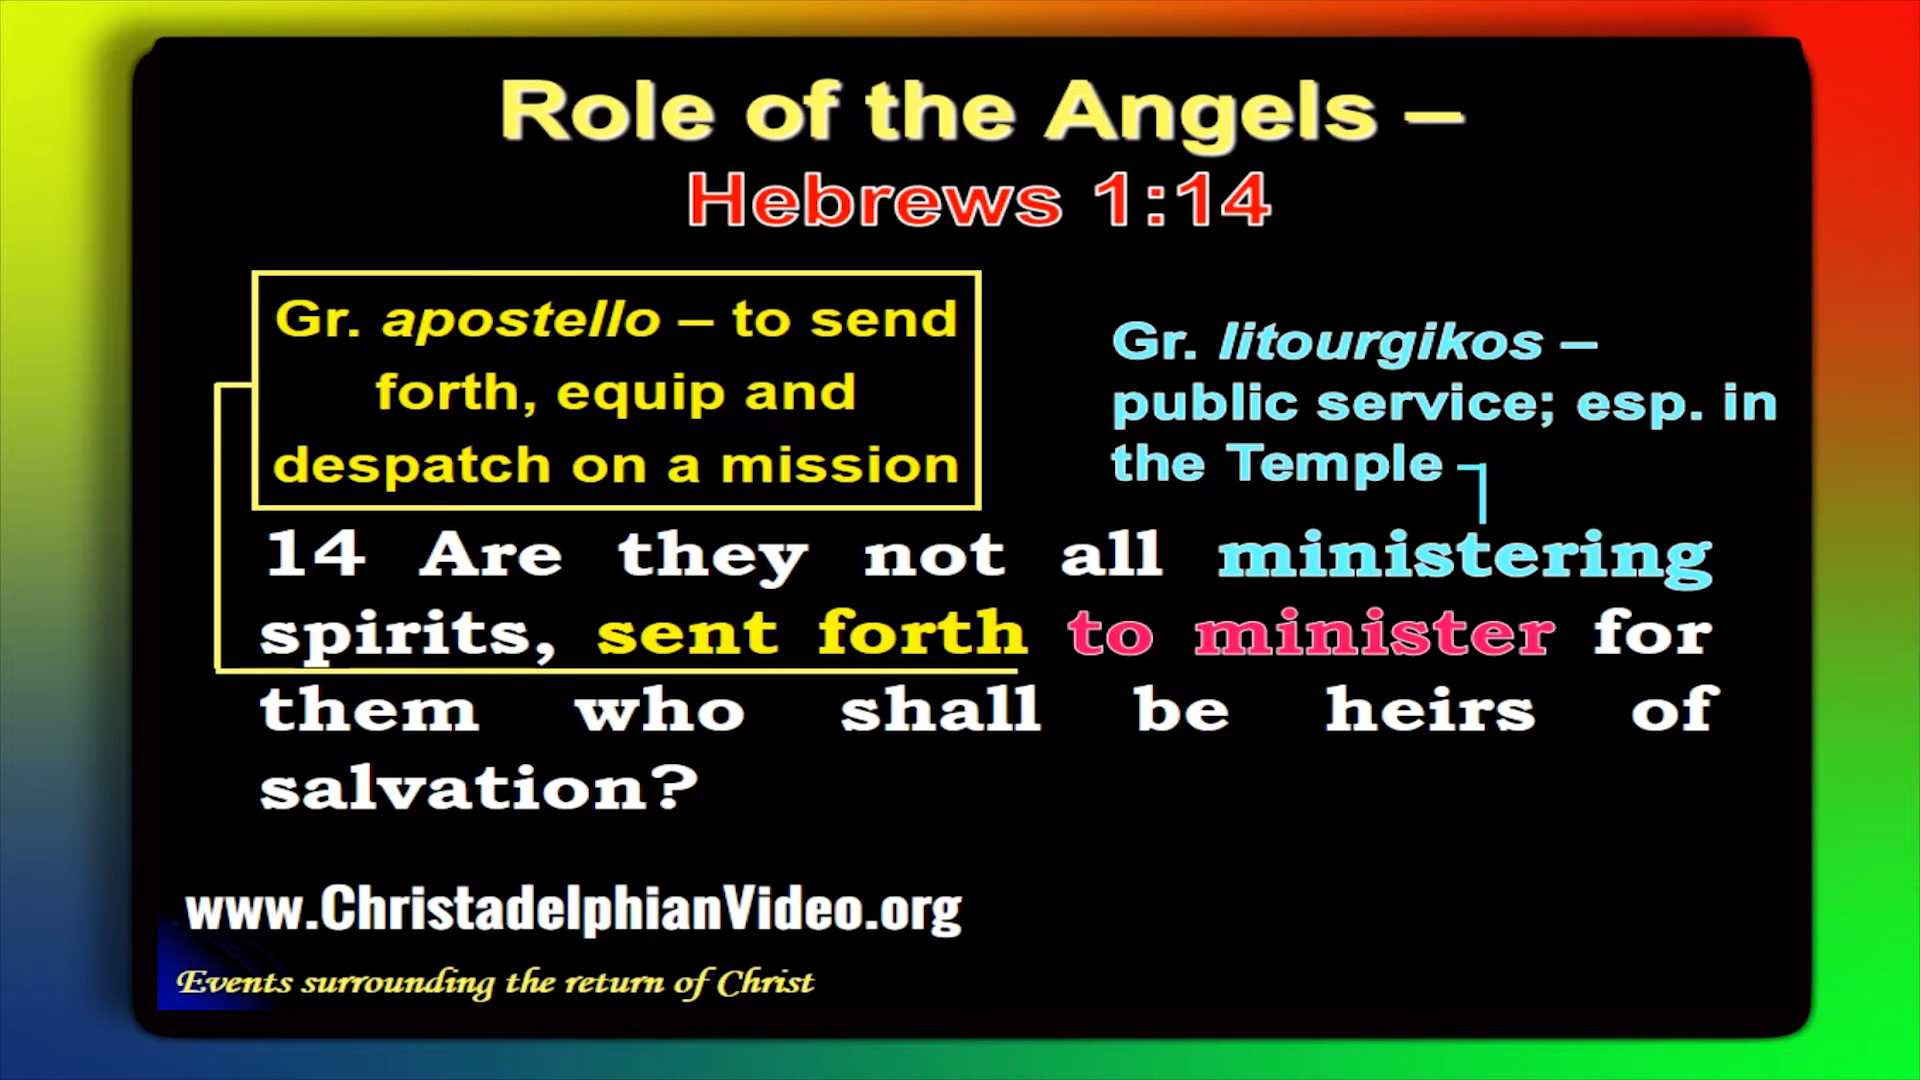 Role of the Angels –
Hebrews 1:14
Gr. apostello – to send
forth, equip and
despatch on a mission
Gr. litourgikos –
public service; esp. in
the Temple
14 Are they not all ministering
spirits, sent forth to minister for
them who shall be heirs of
salvation?
www.ChristadelphianVideo.org
Events surrounding the return of Christ